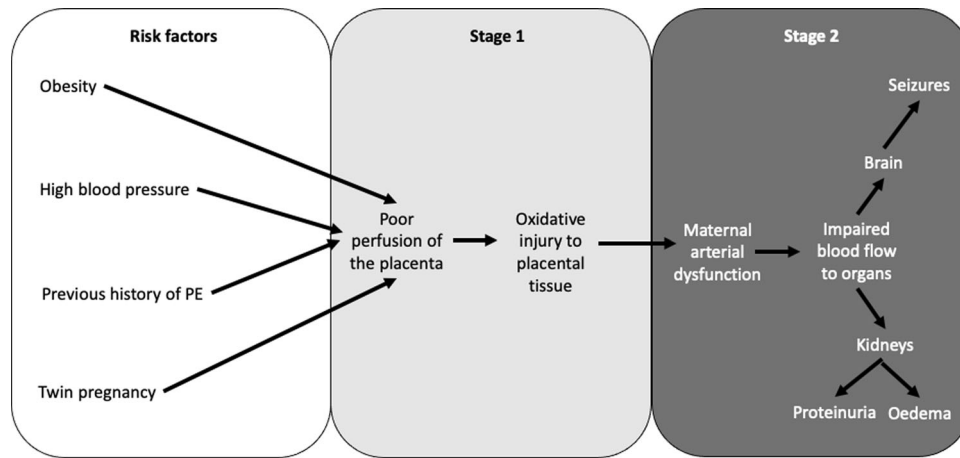 Risk factors
Obesity
High blood pressure
Previous history of PE
Twin pregnancy
Stage 1
Poor
perfusion of
the placenta
Oxidative
injury to
placental
tissue
Stage 2
Maternal
arterial
dysfunction
Impaired
blood flow
to organs
Brain
Seizures
Kidneys
Proteinuria
Oedema